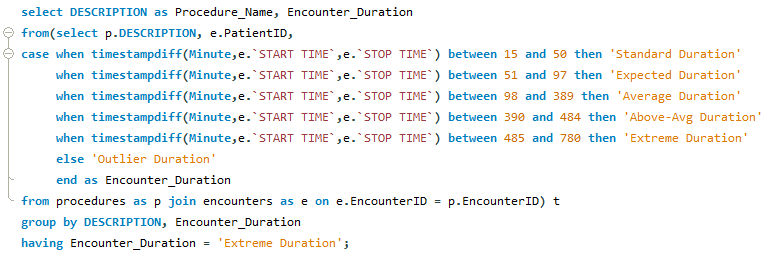 select DESCRIPTION as Procedure_Name, Encounter_Duration
from(select p.DESCRIPTION, e.PatientID,
case when timestampdiff(Minute,e.`START TIME`,e.`STOP TIME`) between 15 and 50 then 'Standard Duration'
when timestampdiff(Minute,e.`START TIME`,e.`STOP TIME`) between 51 and 97 then 'Expected Duration'
when timestampdiff(Minute,e.`START TIME`,e.`STOP TIME`) between 98 and 389 then 'Average Duration'
when timestampdiff(Minute,e.`START TIME`,e.`STOP TIME`) between 390 and 484 then 'Above-Avg Duration'
when timestampdiff(Minute,e.`START TIME`,e.`STOP TIME`) between 485 and 780 then 'Extreme Duration'
else 'Outlier Duration'
end as Encounter_Duration
from procedures as p join encounters as e on e.EncounterID = p.EncounterID) t
group by DESCRIPTION, Encounter_Duration
having Encounter_Duration = 'Extreme Duration';